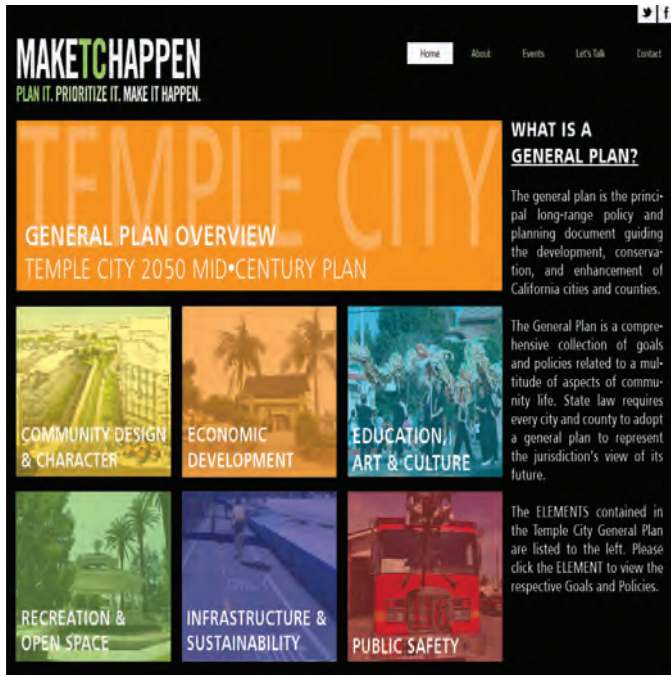 f
MAKETCHAPPEN
PLAN IT. PRIORITIZE IT. MAKE IT HAPPEN.
Home About Events Let's Talk Contact
TEMPLE CITY
GENERAL PLAN OVERVIEW
TEMPLE CITY 2050 MID•CENTURY PLAN
COMMUNITY DESIGN
& CHARACTER
ECONOMIC
DEVELOPMENT
EDUCATION,
ART & CULTURE
RECREATION &
OPEN SPACE
INFRASTRUCTURE &
SUSTAINABILITY
PUBLIC SAFETY
WHAT IS A
GENERAL PLAN?
The general plan is the princi-
pal long-range policy and
planning document guiding
the development, conserva-
tion, and enhancement of
California cities and counties.
The General Plan is a compre-
hensive collection of goals
and policies related to a mul-
titude of aspects of commu-
nity life. State law requires
every city and county to adopt
a general plan to represent
the jurisdiction's view of its
future.
The ELEMENTS contained in
the Temple City General Plan
are listed to the left. Please
click the ELEMENT to view the
respective Goals and Policies.